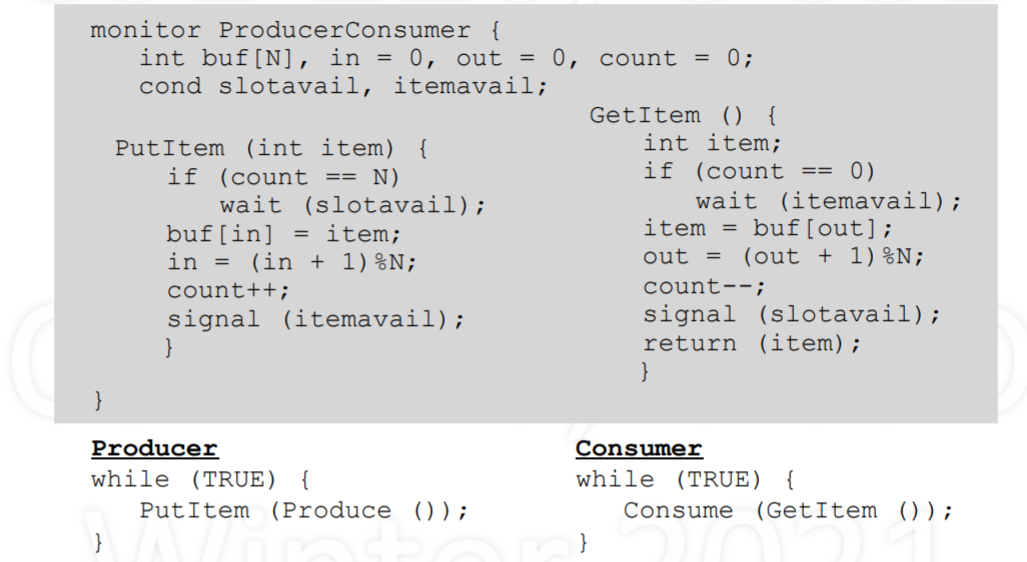 monitor ProducerConsumer {
int buf[N], in = 0, out = 0, count = 0;
cond slotavail, itemavail;
PutItem (int item) {
if (count == N)
wait (slotavail);
buf[in] = item;
in = (in + 1)%N;
count++;
signal (itemavail);
}
GetItem () {
int item;
if (count == 0)
wait (itemavail);
item = buf[out];
out = (out + 1)%N;
count--;
signal (slotavail);
return (item);
}
}
Producer
while (TRUE) {
PutItem (Produce ());
}
Consumer
while (TRUE) {
Consume (GetItem ());
}
Winter 2021